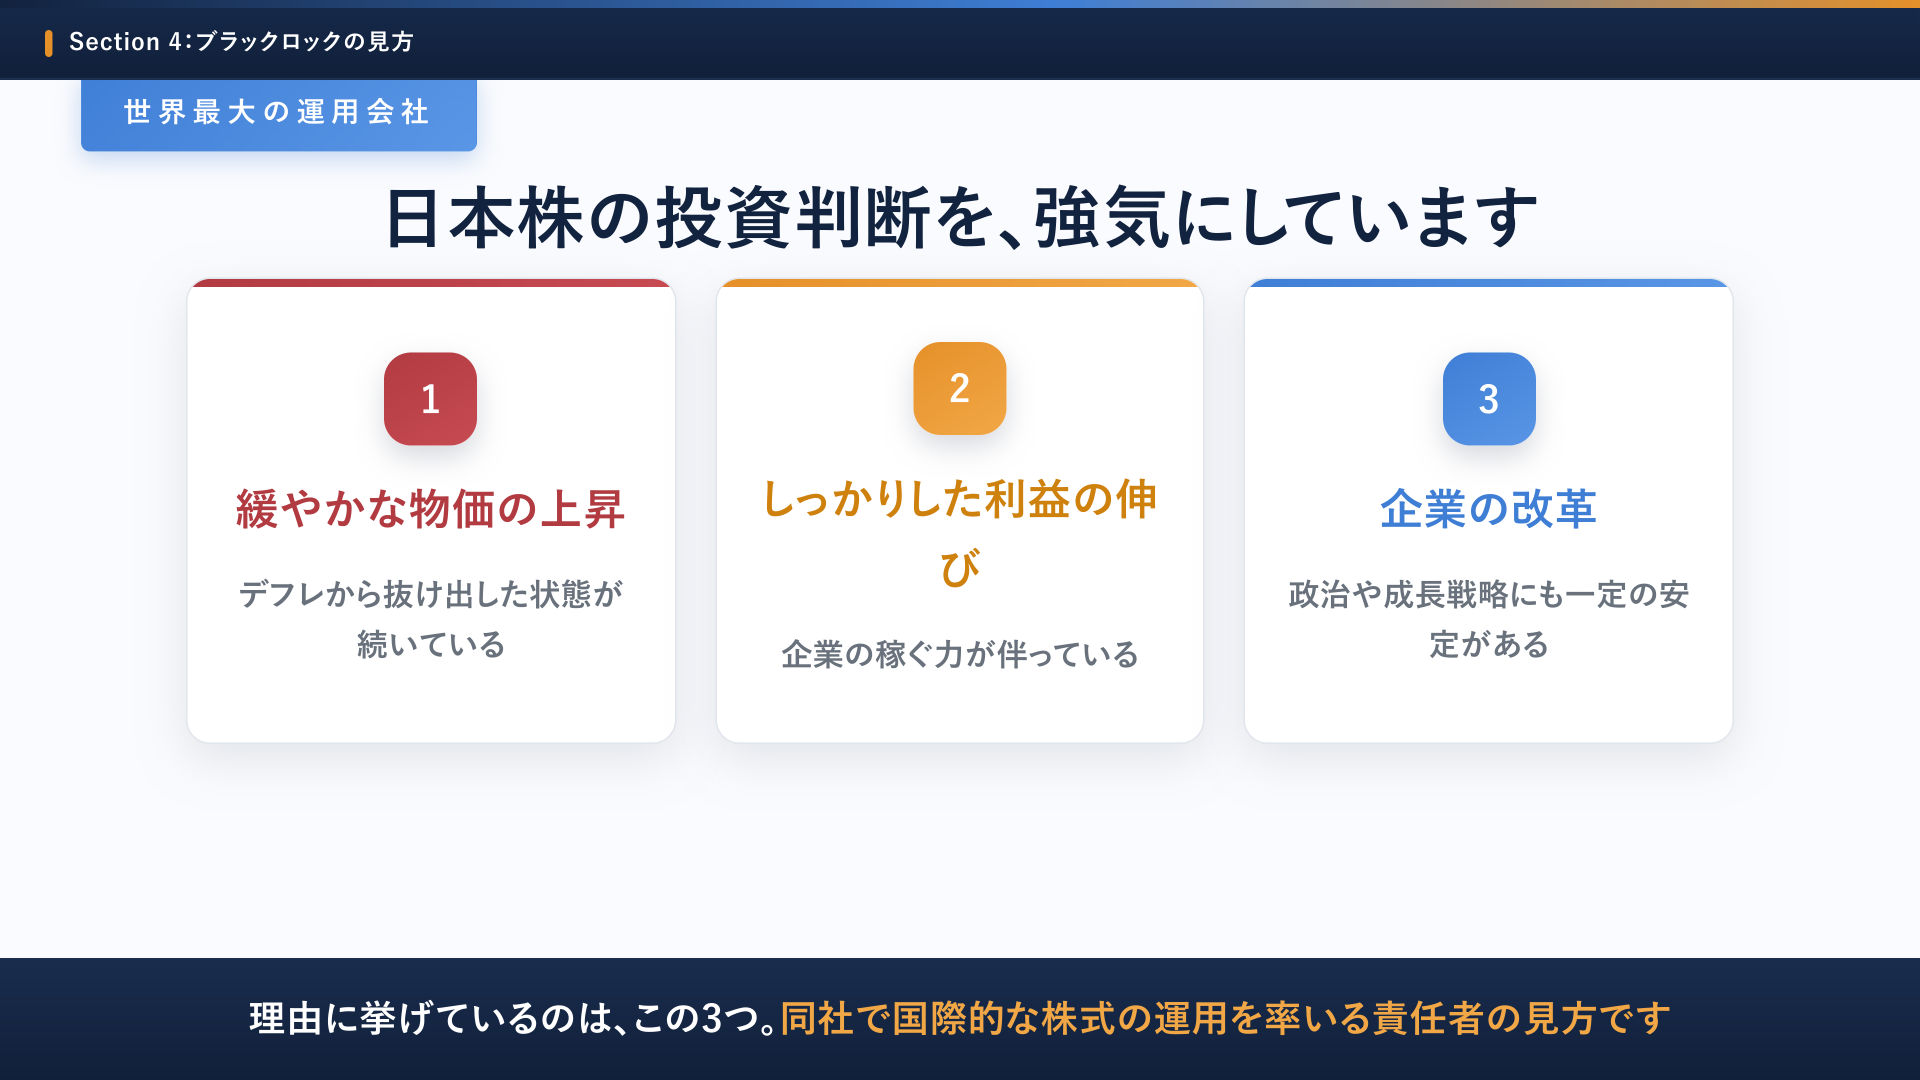 Section 4：ブラックロックの見方
世界最大の運用会社
日本株の投資判断を、強気にしています
1
緩やかな物価の上昇
デフレから抜け出した状態が
続いている
2
しっかりした利益の伸
び
企業の稼ぐ力が伴っている
3
企業の改革
政治や成長戦略にも一定の安
定がある
理由に挙げているのは、この3つ。同社で国際的な株式の運用を率いる責任者の見方です